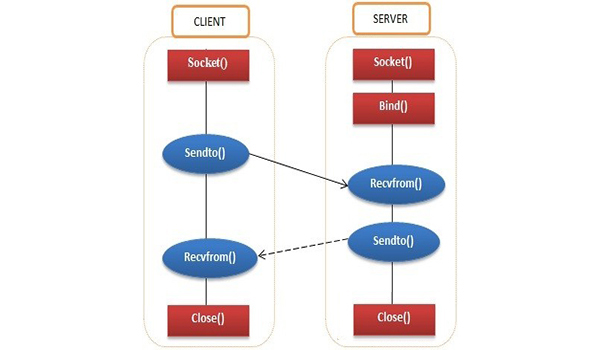 CLIENT
Socket()
Sendto()
Recvfrom()
Close()
SERVER
Socket()
Bind()
Recvfrom()
Sendto()
Close()